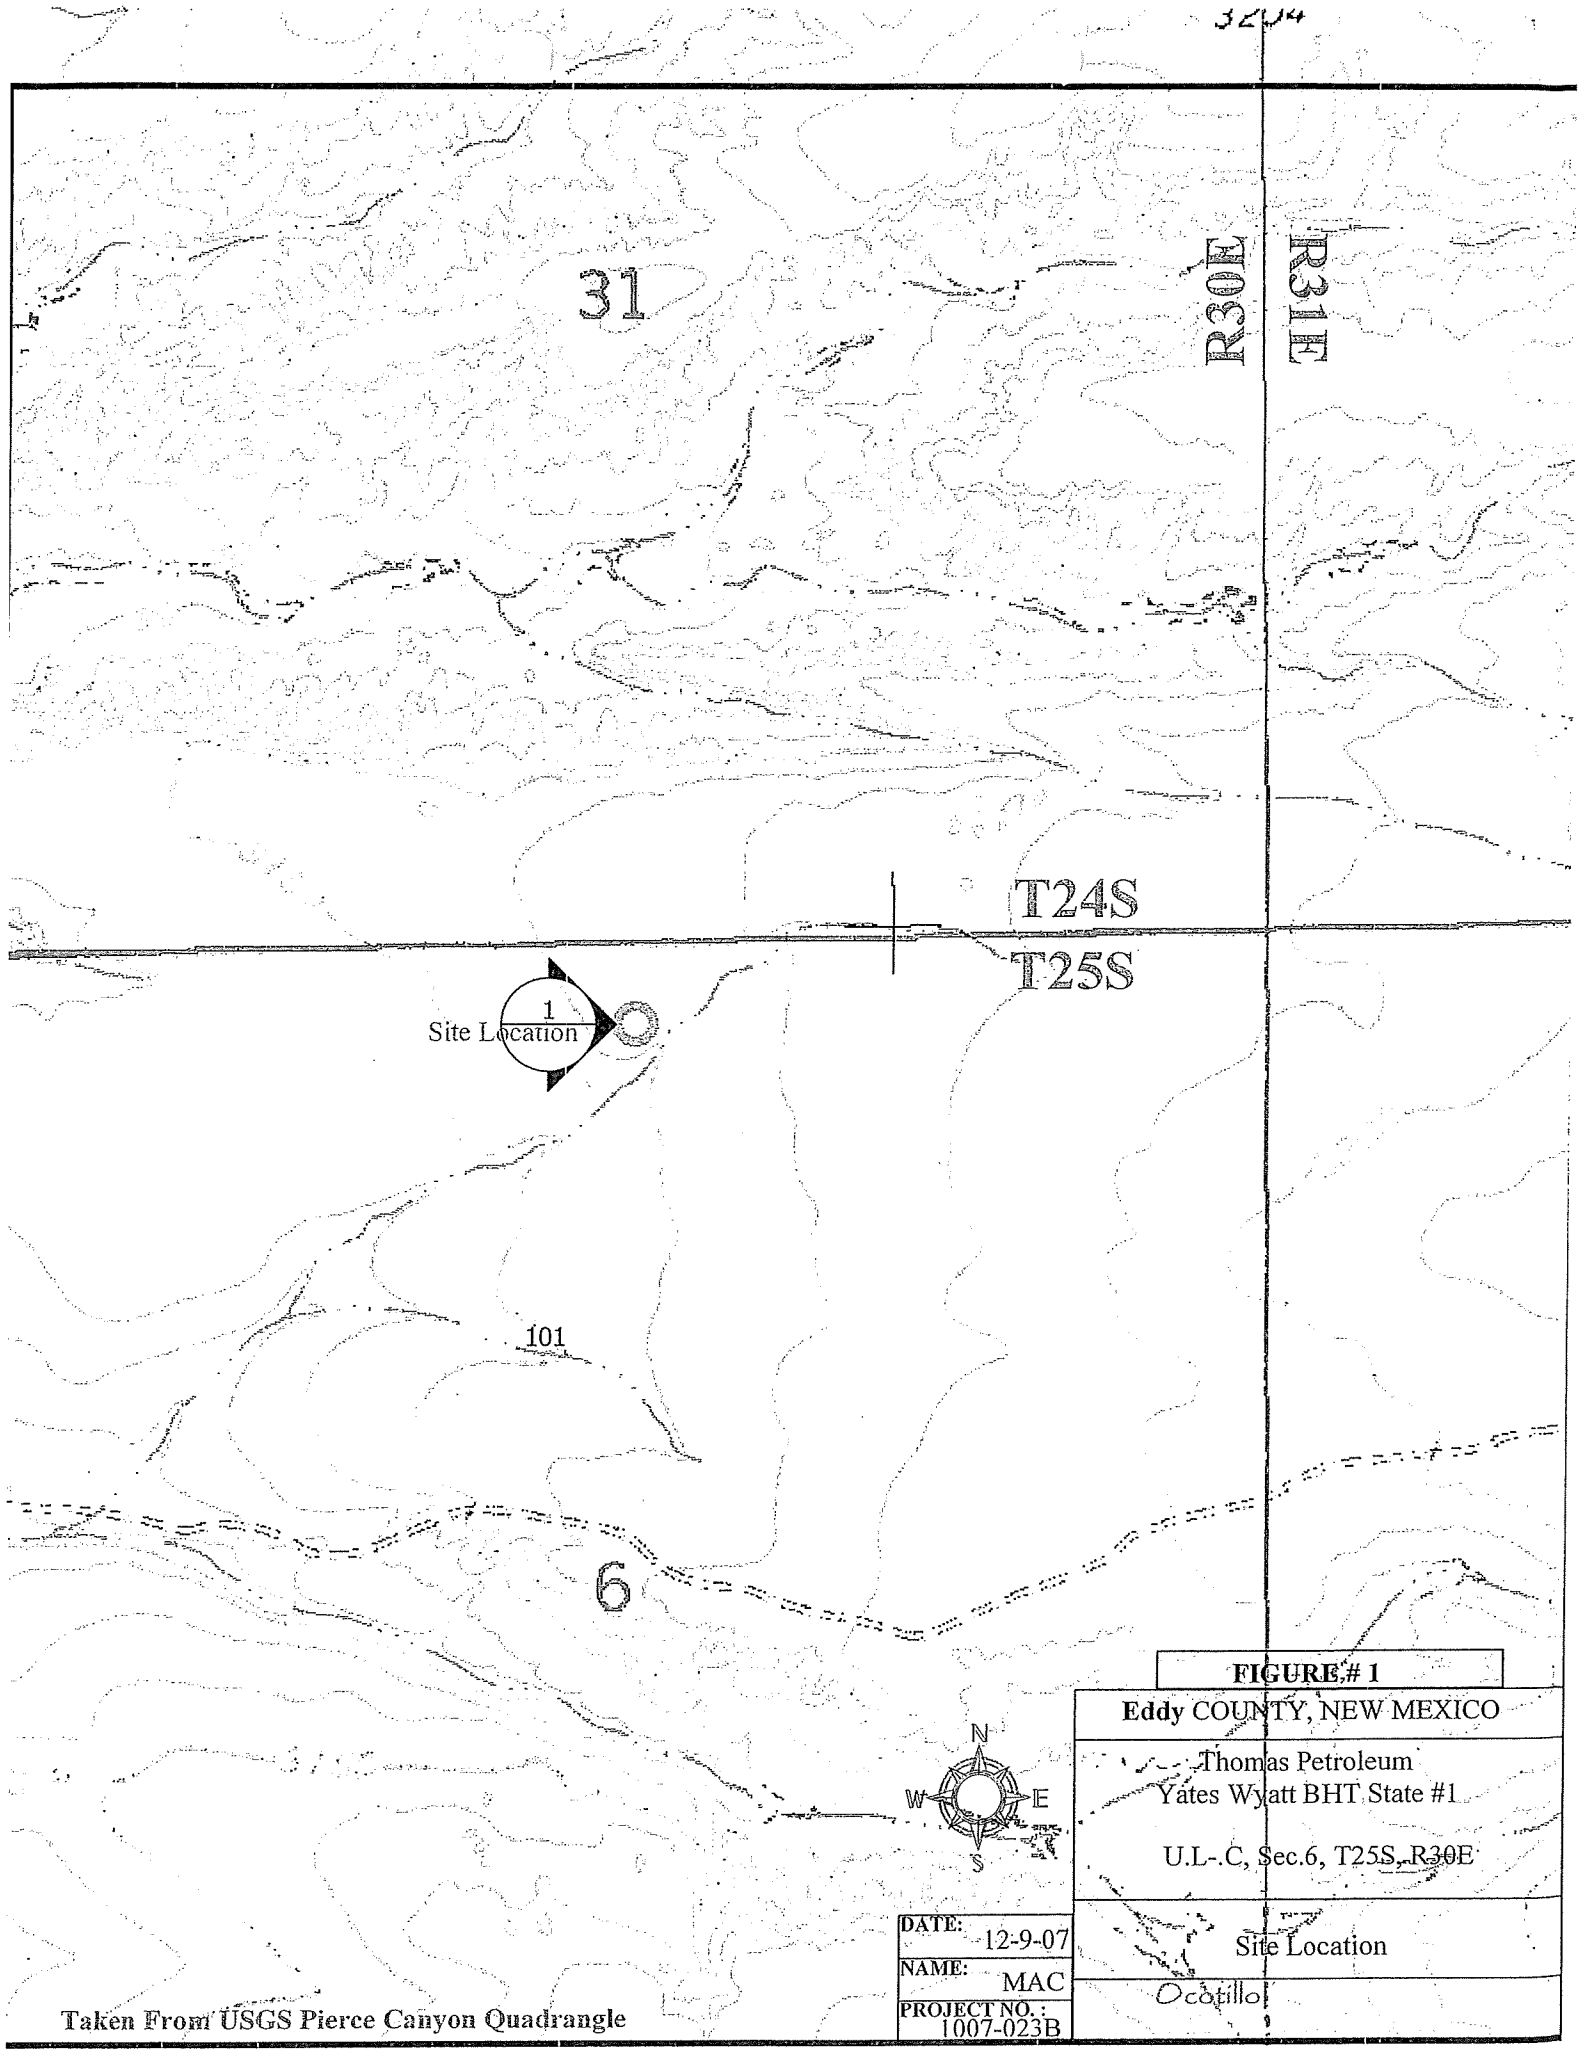 3204
31
R30E
R31E
T24S
T25S
1
Site Location
101
6
FIGURE # 1
Eddy COUNTY, NEW MEXICO
N
W E
S
Thomas Petroleum
Yates Wyatt BHT State #1
U.L-.C, Sec.6, T25S, R30E
DATE: 12-9-07
NAME: MAC
PROJECT NO. :
1007-023B
Site Location
Ocotillo
Taken From USGS Pierce Canyon Quadrangle